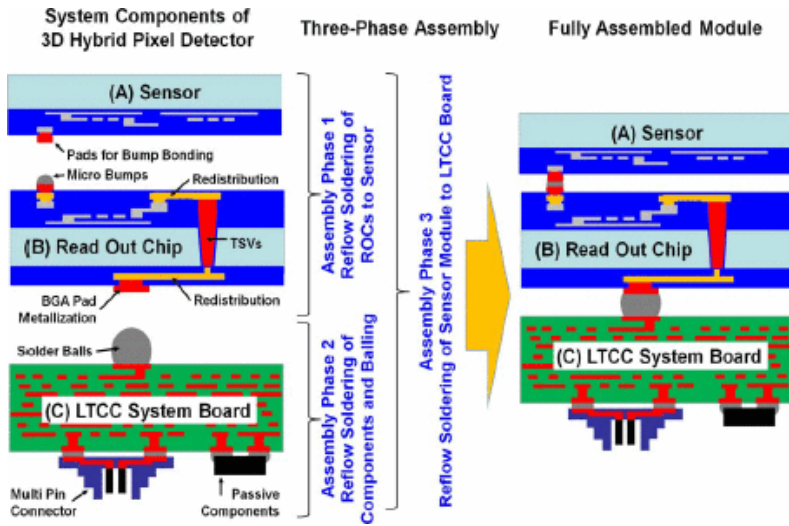 System Components of
3D Hybrid Pixel Detector
Three-Phase Assembly
Fully Assembled Module
(A) Sensor
Pads for Bump Bonding
Micro Bumps
Redistribution
(B) Read Out Chip
TSVs
BGA Pad
Metallization
Redistribution
Solder Balls
(C) LTCC System Board
Multi Pin
Connector
Passive
Components
Assembly Phase 1
Reflow Soldering of
ROCs to Sensor
Assembly Phase 2
Reflow Soldering of
Components and Balling
Assembly Phase 3
Reflow Soldering of Sensor Module to LTCC Board
(A) Sensor
(B) Read Out Chip
(C) LTCC System Board